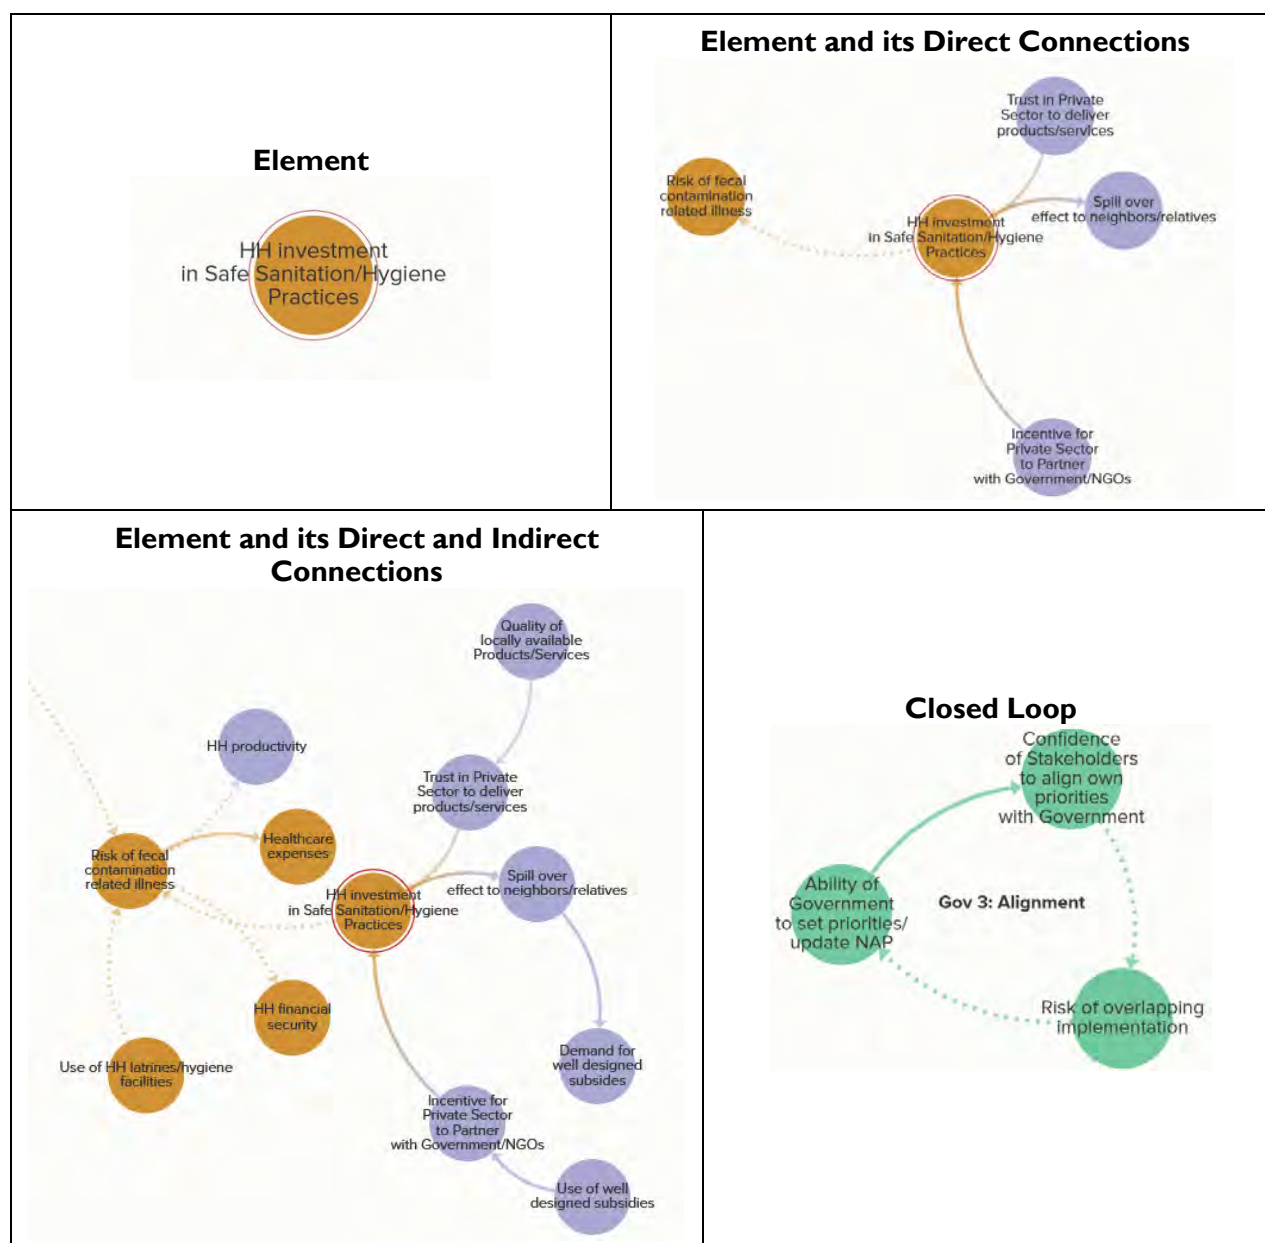 Element
HH investment
in Safe Sanitation/Hygiene
Practices
Element and its Direct Connections
Trust in Private
Sector to deliver
products/services
Risk of fecal
contamination
related illness
Spill over
effect to neighbors/relatives
HH investment
in Safe Sanitation/Hygiene
Practices
Incentive for
Private Sector
to Partner
with Government/NGOs
Element and its Direct and Indirect
Connections
Quality of
locally available
Products/Services
HH productivity
Trust in Private
Sector to deliver
products/services
Healthcare
expenses
Risk of fecal
contamination
related illness
Spill over
effect to neighbors/relatives
HH investment
in Safe Sanitation/Hygiene
Practices
HH financial
security
Use of HH latrines/hygiene
facilities
Demand for
well designed
subsides
Incentive for
Private Sector
to Partner
with Government/NGOs
Use of well
designed subsidies
Closed Loop
Confidence
of Stakeholders
to align own
priorities
with Government
Ability of
Government
to set priorities/
update NAP
Gov 3: Alignment
Risk of overlapping
implementation